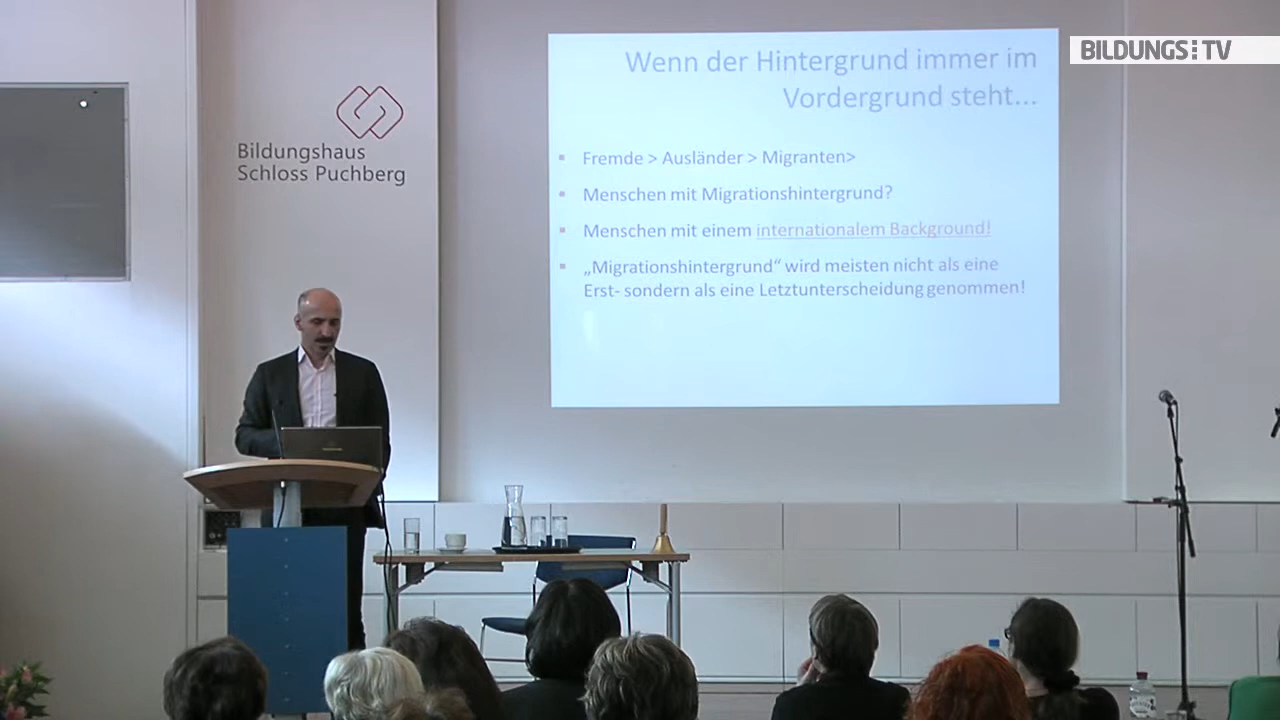 BILDUNGS TV
Bildungshaus
Schloss Puchberg
Wenn der Hintergrund immer im
Vordergrund steht...
Fremde > Ausländer > Migranten>
Menschen mit Migrationshintergrund?
Menschen mit einem internationalem Background!
„Migrationshintergrund“ wird meisten nicht als eine
Erst- sondern als eine Letztunterscheidung genommen!